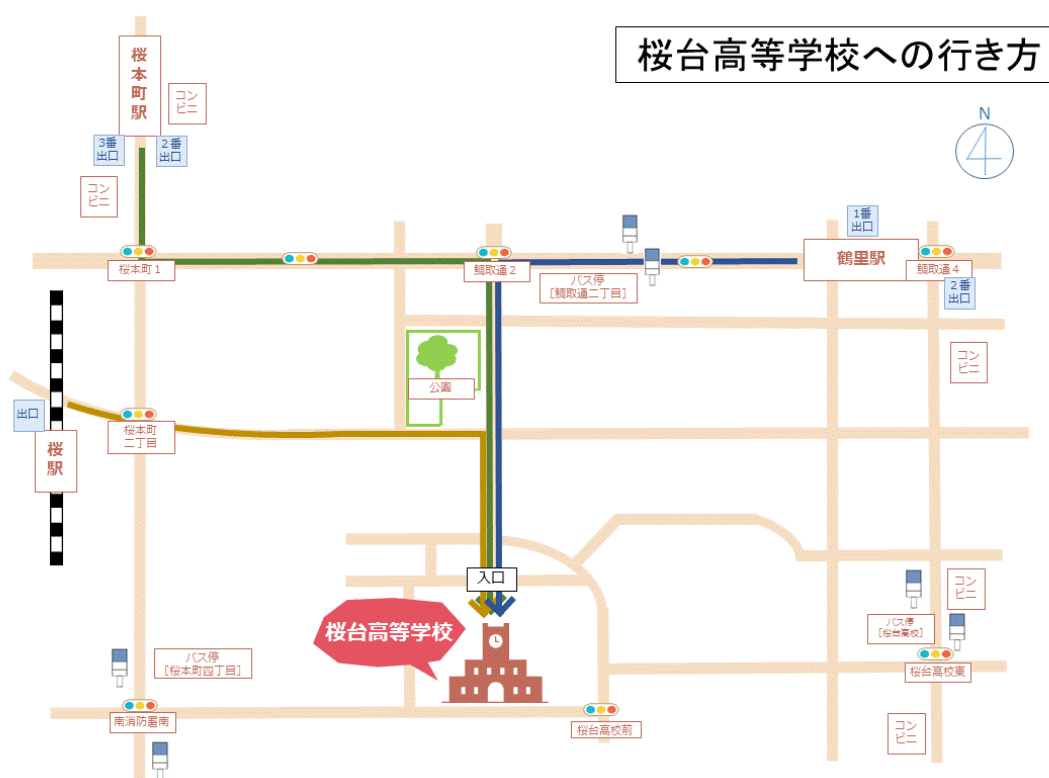 桜台高等学校への行き方
N
桜本町駅
コン
ビニ
3番
出口
2番
出口
コン
ビニ
桜本町1
鯛取通2
バス停
[鯛取通二丁目]
1番
出口
鶴里駅
鯛取通4
2番
出口
公園
コン
ビニ
出口
桜駅
桜本町
二丁目
入口
桜台高等学校
コン
ビニ
バス停
[桜台高校]
桜台高校東
バス停
[桜本町四丁目]
南消防署南
桜台高校前
コン
ビニ